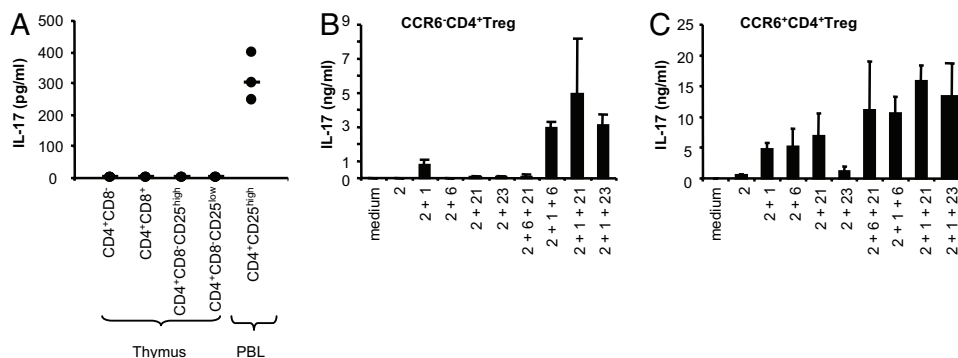 A
IL-17 (pg/ml)
500
400
300
200
100
0
CD4+CD8-
CD4+CD8+
CD4+CD8-CD25high
CD4+CD8-CD25low
CD4+CD25high
Thymus
PBL
B
CCR6-CD4+Treg
IL-17 (ng/ml)
9
7
5
3
1
0
medium
2
2 + 1
2 + 6
2 + 21
2 + 23
2 + 6 + 21
2 + 1 + 6
2 + 1 + 21
2 + 1 + 23
C
CCR6+CD4+Treg
IL-17 (ng/ml)
25
20
15
10
5
0
medium
2
2 + 1
2 + 6
2 + 21
2 + 23
2 + 6 + 21
2 + 1 + 6
2 + 1 + 21
2 + 1 + 23